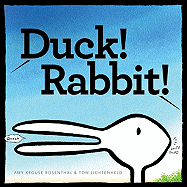 Duck!
Rabbit!
AMY KROUSE ROSENTHAL & TOM LICHTENHELD